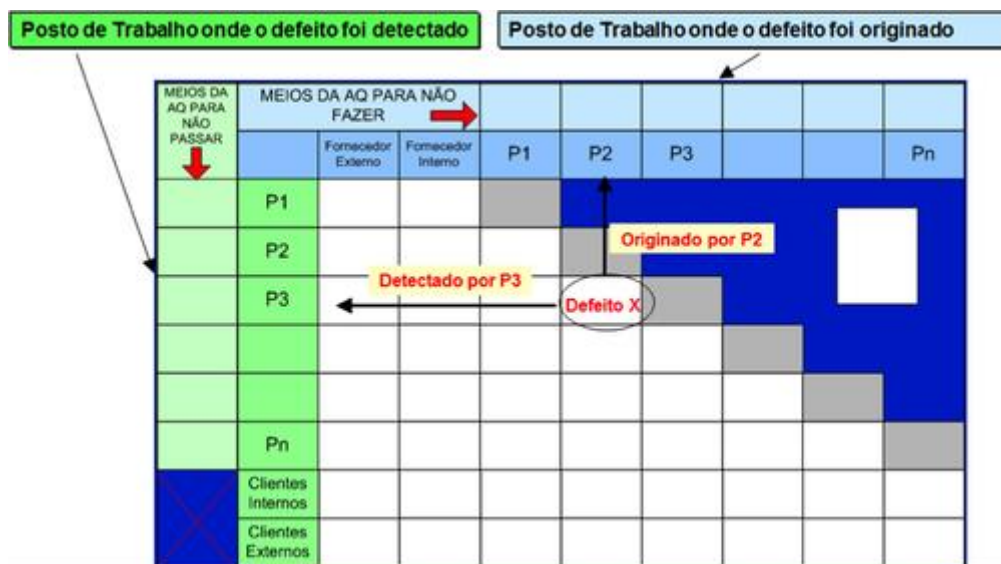 Posto de Trabalho onde o defeito foi detectado
Posto de Trabalho onde o defeito foi originado
MEIOS DA
AQ PARA
NÃO
PASSAR
MEIOS DA AQ PARA NÃO
FAZER
Fornecedor
Externo
Fornecedor
Interno
P1
P2
P3
Pn
P1
P2
Originado por P2
Detectado por P3
P3
Defeito X
Pn
Clientes
Internos
Clientes
Externos